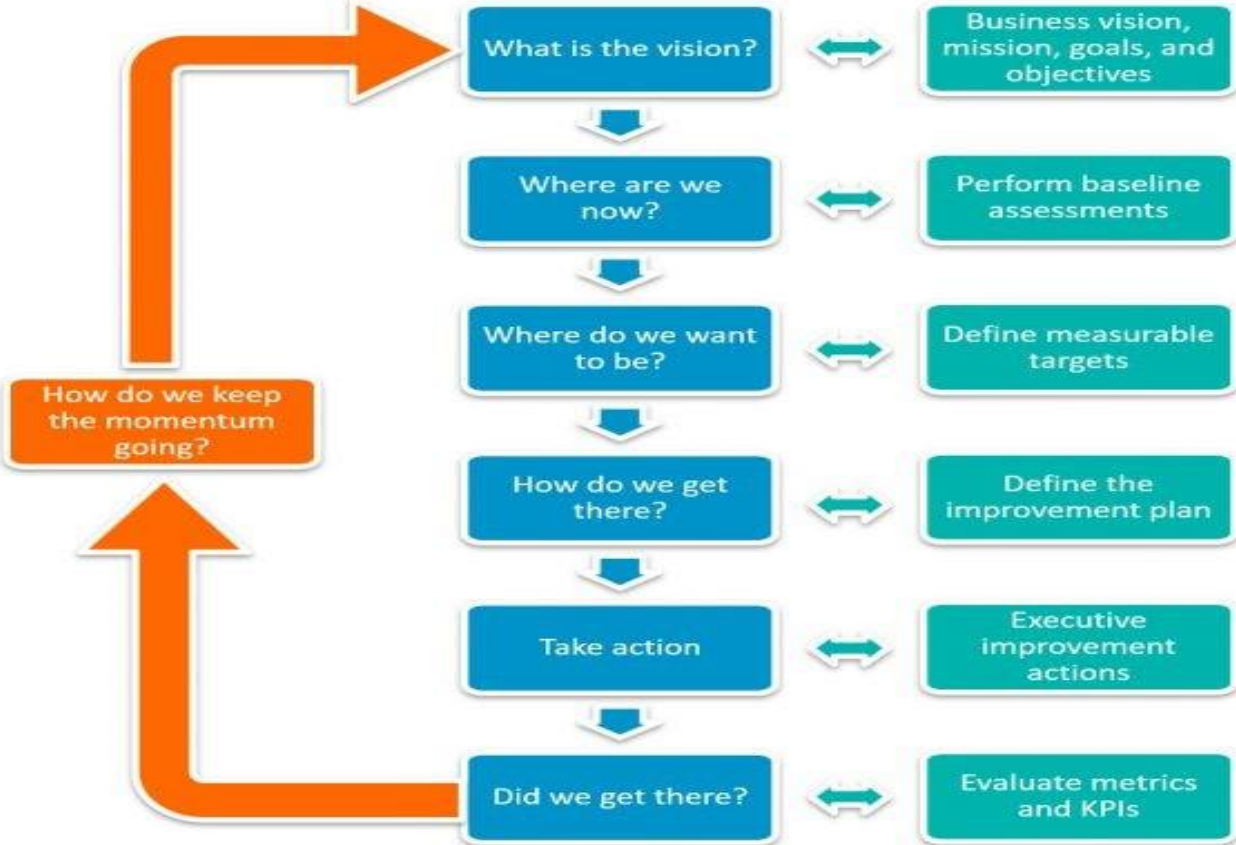 What is the vision?
Business vision,
mission, goals, and
objectives
Where are we
now?
Perform baseline
assessments
Where do we want
to be?
Define measurable
targets
How do we keep
the momentum
going?
How do we get
there?
Define the
improvement plan
Take action
Executive
improvement
actions
Did we get there?
Evaluate metrics
and KPIs